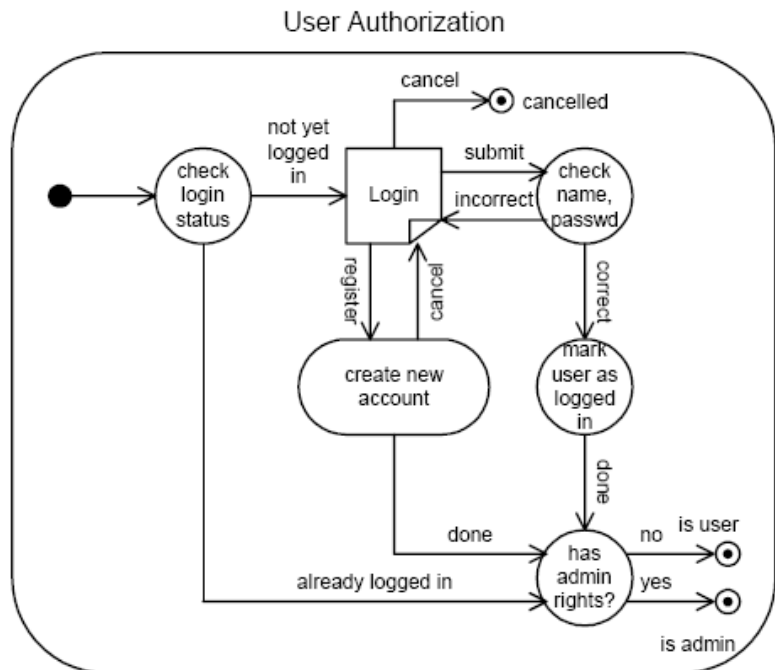 User Authorization
cancel
cancelled
not yet
logged
in
submit
check
login
status
Login
check
name,
passwd
incorrect
register
cancel
correct
create new
account
mark
user as
logged
in
done
done
no
is user
has
admin
rights?
already logged in
yes
is admin